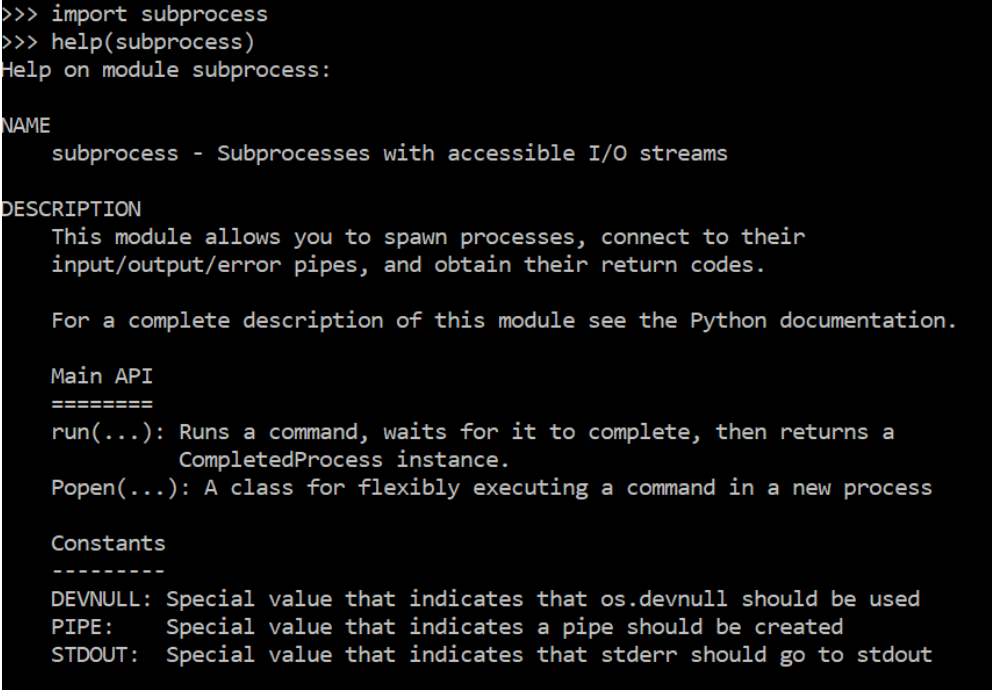 >>> import subprocess
>>> help(subprocess)
Help on module subprocess:
NAME
subprocess - Subprocesses with accessible I/O streams
DESCRIPTION
This module allows you to spawn processes, connect to their
input/output/error pipes, and obtain their return codes.
For a complete description of this module see the Python documentation.
Main API
========
run(...): Runs a command, waits for it to complete, then returns a
CompletedProcess instance.
Popen(...): A class for flexibly executing a command in a new process
Constants
---------
DEVNULL: Special value that indicates that os.devnull should be used
PIPE:    Special value that indicates a pipe should be created
STDOUT:  Special value that indicates that stderr should go to stdout